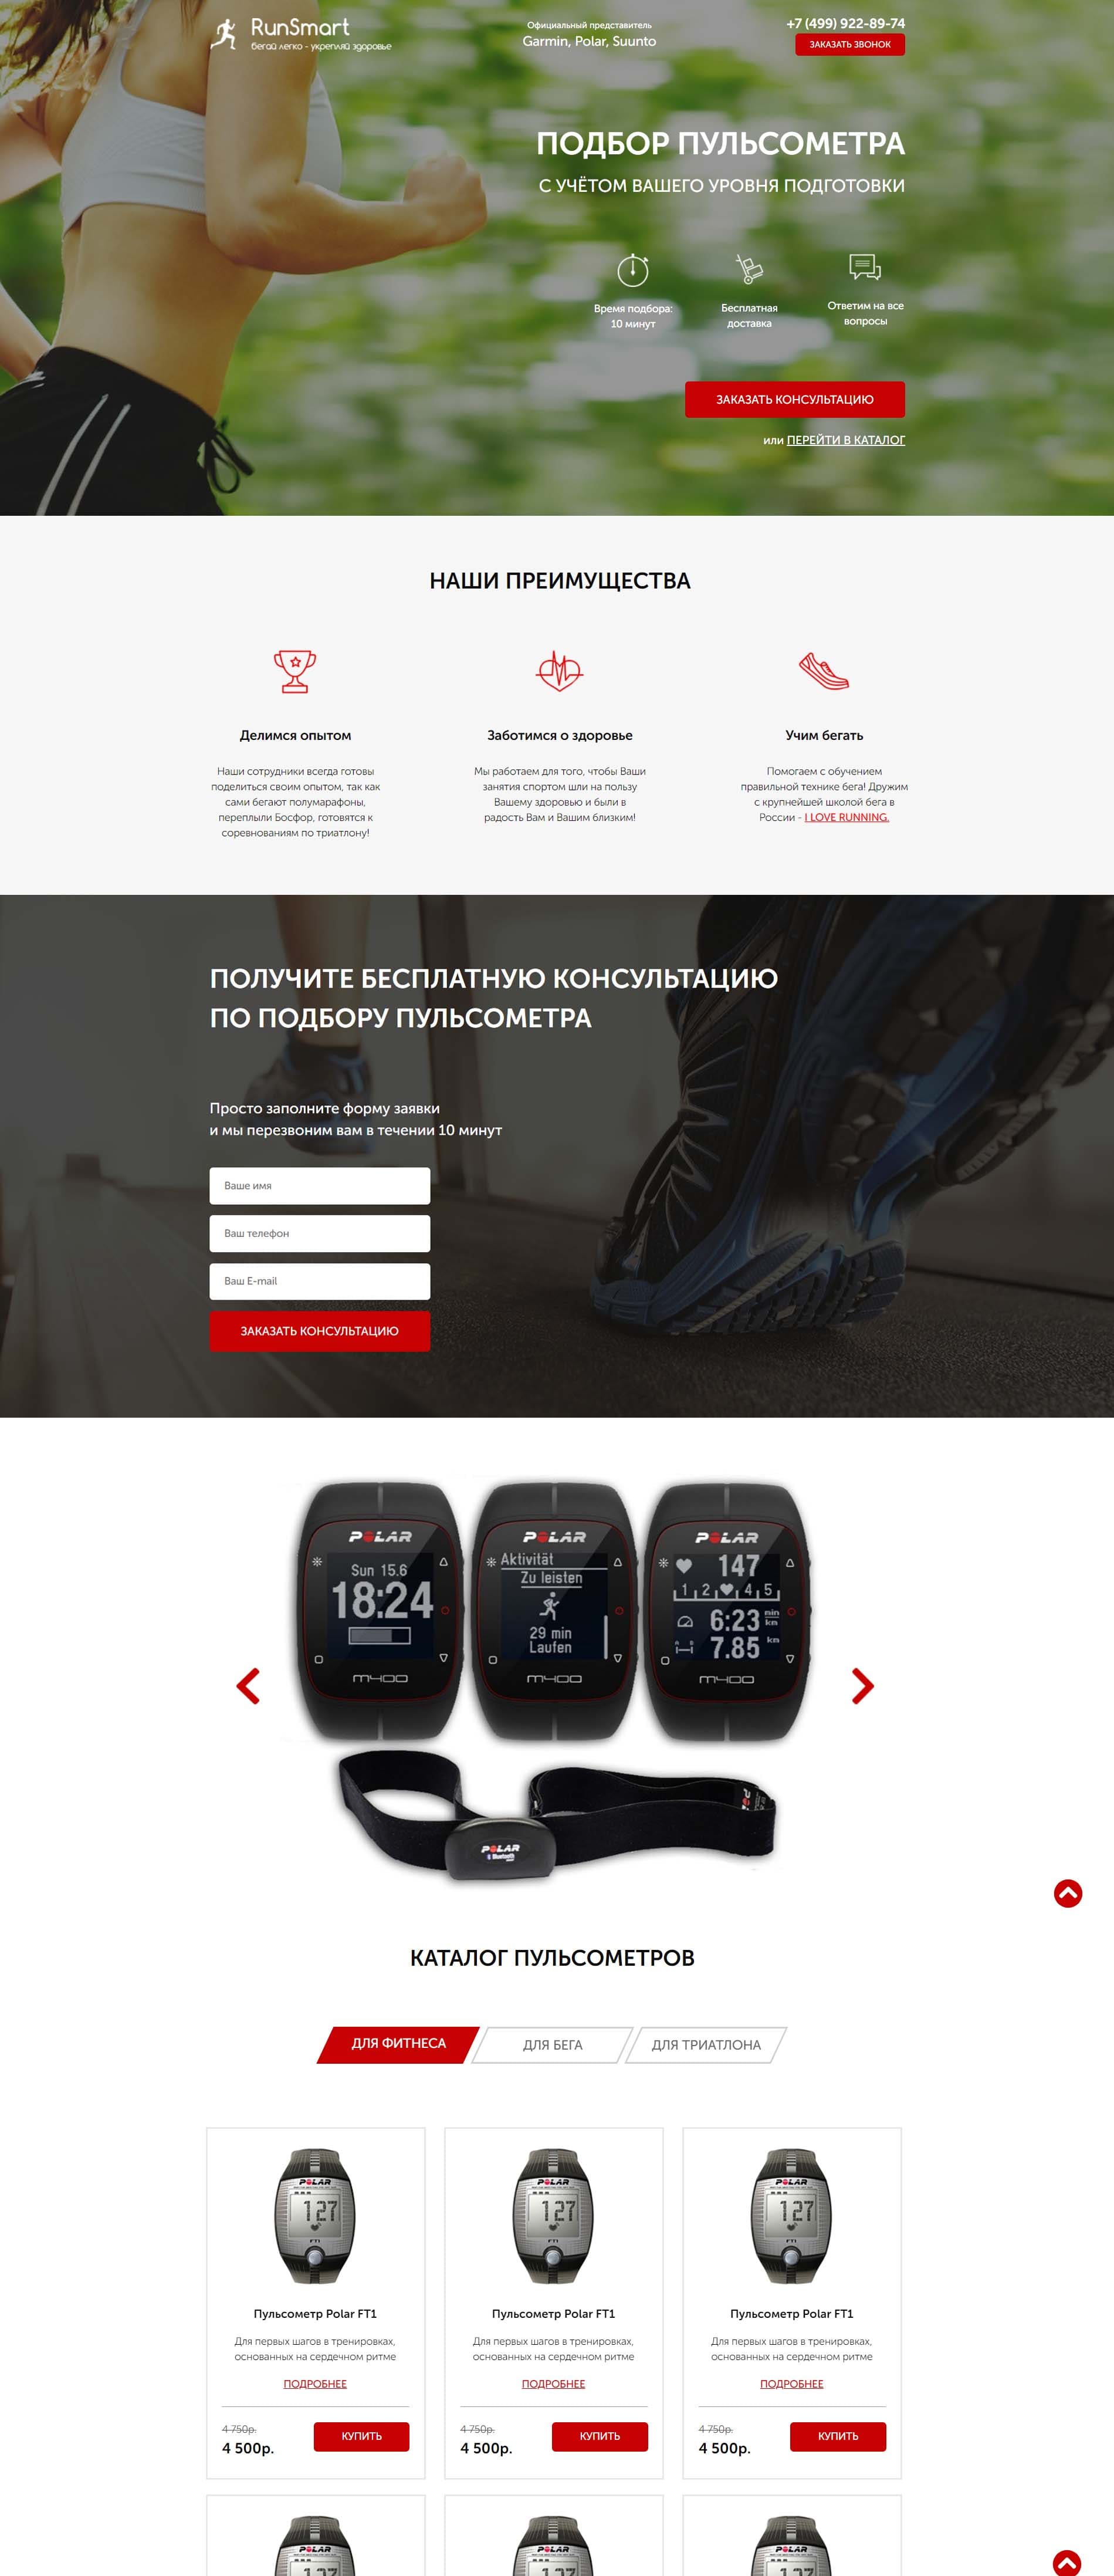 RunSmart
бегай легко - укрепляй здоровье
Официальный представитель
Garmin, Polar, Suunto
+7 (499) 922-89-74
ЗАКАЗАТЬ ЗВОНОК
ПОДБОР ПУЛЬСОМЕТРА
С УЧЁТОМ ВАШЕГО УРОВНЯ ПОДГОТОВКИ
Время подбора:
10 минут
Бесплатная
доставка
Ответим на все
вопросы
ЗАКАЗАТЬ КОНСУЛЬТАЦИЮ
или ПЕРЕЙТИ В КАТАЛОГ
НАШИ ПРЕИМУЩЕСТВА
Делимся опытом
Наши сотрудники всегда готовы
поделиться своим опытом, так как
сами бегают полумарафоны,
переплыли Босфор, готовятся к
соревнованиям по триатлону!
Заботимся о здоровье
Мы работаем для того, чтобы Ваши
занятия спортом шли на пользу
Вашему здоровью и были в
радость Вам и Вашим близким!
Учим бегать
Помогаем с обучением
правильной технике бега! Дружим
с крупнейшей школой бега в
России - I LOVE RUNNING.
ПОЛУЧИТЕ БЕСПЛАТНУЮ КОНСУЛЬТАЦИЮ
ПО ПОДБОРУ ПУЛЬСОМЕТРА
Просто заполните форму заявки
и мы перезвоним вам в течении 10 минут
Ваше имя
Ваш телефон
Ваш E-mail
ЗАКАЗАТЬ КОНСУЛЬТАЦИЮ
POLAR
Sun 15.6
18:24
M400
POLAR
Aktivität
Zu leisten
29 min
Laufen
M400
POLAR
147
1 2 4 5
6:23 min km
7.85 km
M400
POLAR
Bluetooth
КАТАЛОГ ПУЛЬСОМЕТРОВ
ДЛЯ ФИТНЕСА
ДЛЯ БЕГА
ДЛЯ ТРИАТЛОНА
POLAR
127
FT1
Пульсометр Polar FT1
Для первых шагов в тренировках,
основанных на сердечном ритме
ПОДРОБНЕЕ
4 750р.
4 500р.
КУПИТЬ
POLAR
127
FT1
Пульсометр Polar FT1
Для первых шагов в тренировках,
основанных на сердечном ритме
ПОДРОБНЕЕ
4 750р.
4 500р.
КУПИТЬ
POLAR
127
FT1
Пульсометр Polar FT1
Для первых шагов в тренировках,
основанных на сердечном ритме
ПОДРОБНЕЕ
4 750р.
4 500р.
КУПИТЬ
POLAR
127
POLAR
127
POLAR
127